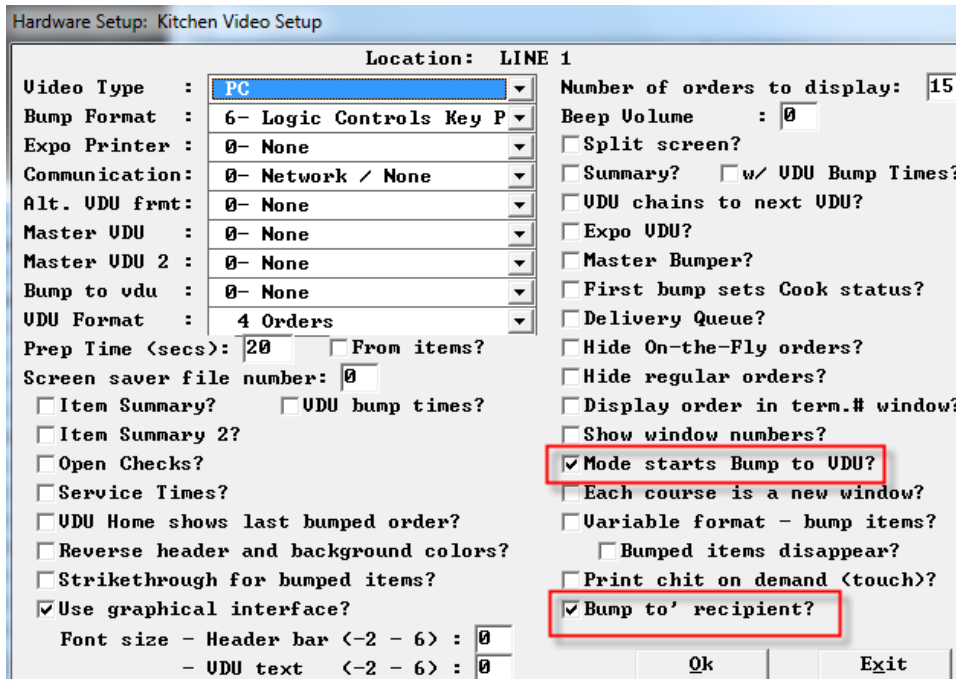 Hardware Setup: Kitchen Video Setup
Location: LINE 1
Video Type : PC
Bump Format : 6- Logic Controls Key P
Expo Printer : 0- None
Communication: 0- Network / None
Alt. VDU frmt: 0- None
Master VDU : 0- None
Master VDU 2 : 0- None
Bump to vdu : 0- None
VDU Format : 4 Orders
Prep Time (secs): 20 From items?
Screen saver file number: 0
Item Summary? VDU bump times?
Item Summary 2?
Open Checks?
Service Times?
VDU Home shows last bumped order?
Reverse header and background colors?
Strikethrough for bumped items?
Use graphical interface?
Font size - Header bar (-2 - 6) : 0
- VDU text (-2 - 6) : 0
Number of orders to display: 15
Beep Volume : 0
Split screen?
Summary? w/ VDU Bump Times?
VDU chains to next VDU?
Expo VDU?
Master Bumper?
First bump sets Cook status?
Delivery Queue?
Hide On-the-Fly orders?
Hide regular orders?
Display order in term.# window?
Show window numbers?
Mode starts Bump to VDU?
Each course is a new window?
Variable format - bump items?
Bumped items disappear?
Print chit on demand (touch)?
Bump to' recipient?
Ok Exit